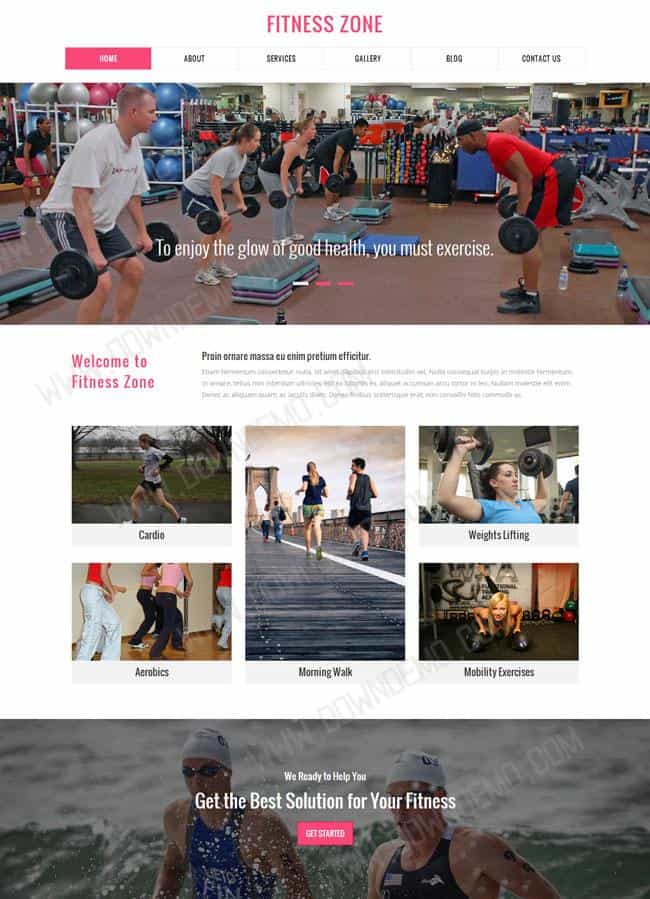 FITNESS ZONE
HOME ABOUT SERVICES GALLERY BLOG CONTACT US
To enjoy the glow of good health, you must exercise.
Welcome to
Fitness Zone
Proin ornare massa eu enim pretium efficitur.
Etiam fermentum consectetur nulla, sit amet dapibus orci sollicitudin vel. Nulla consequat turpis in molestie fermentum.
In ornare, tellus non interdum ultricies, elit ex lobortis ex, aliquet accumsan arcu tortor in leo. Nullam molestie elit enim.
Donec ac aliquam quam, ac iaculis diam. Donec finibus scelerisque erat, non convallis felis commodo ac.
Cardio
Weights Lifting
Aerobics
Morning Walk
Mobility Exercises
We Ready to Help You
Get the Best Solution for Your Fitness
GET STARTED
WWW.DOWNDEMO.COM